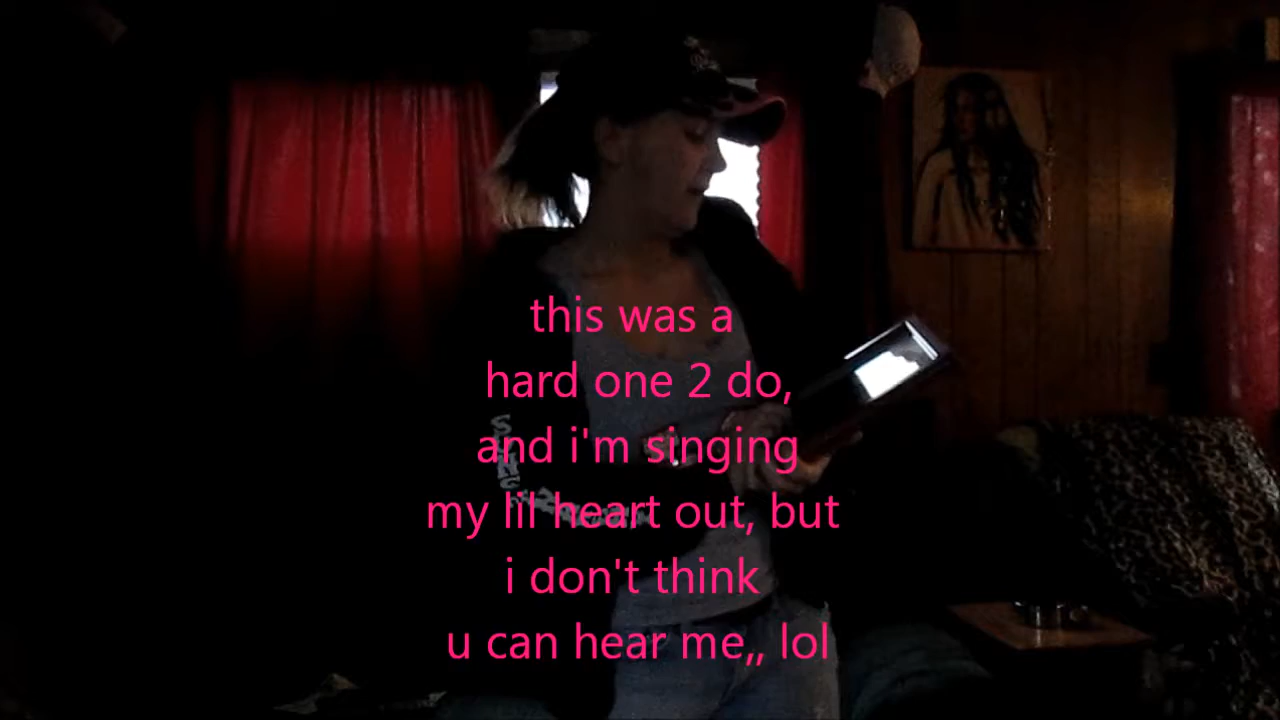 this was a
hard one 2 do,
and i'm singing
my lil heart out, but
i don't think
u can hear me,, lol